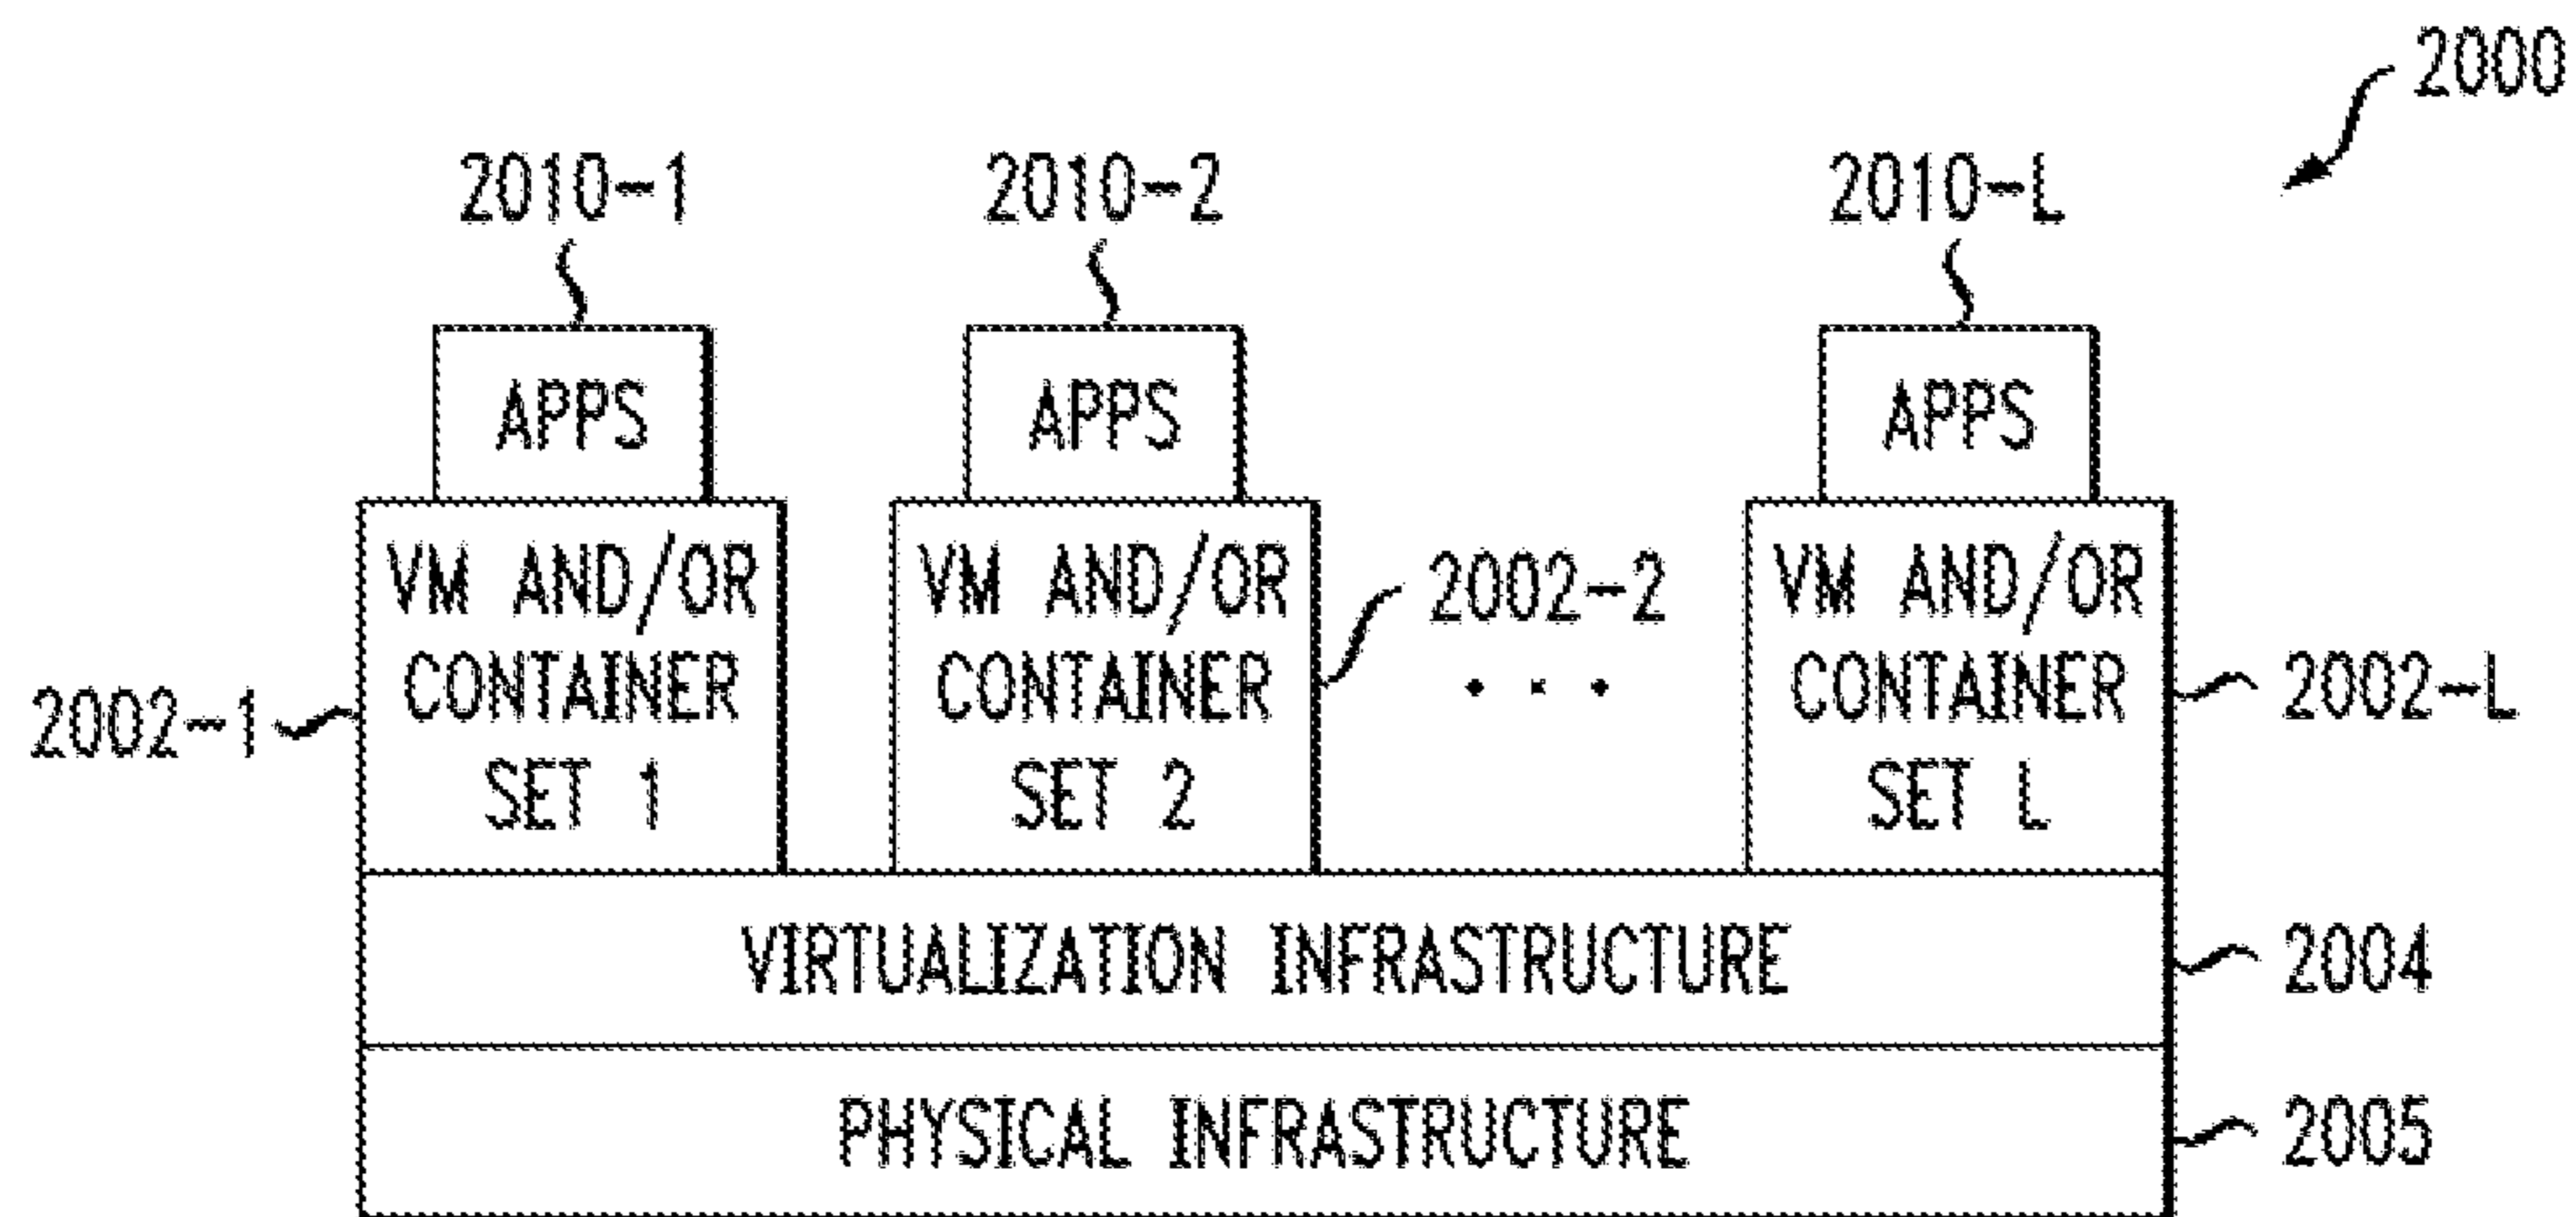 2000
2010-1
2010-2
2010-L
APPS
APPS
APPS
VM AND/OR
CONTAINER
SET 1
VM AND/OR
CONTAINER
SET 2
VM AND/OR
CONTAINER
SET L
2002-1
2002-2
. . .
2002-L
VIRTUALIZATION INFRASTRUCTURE
2004
PHYSICAL INFRASTRUCTURE
2005